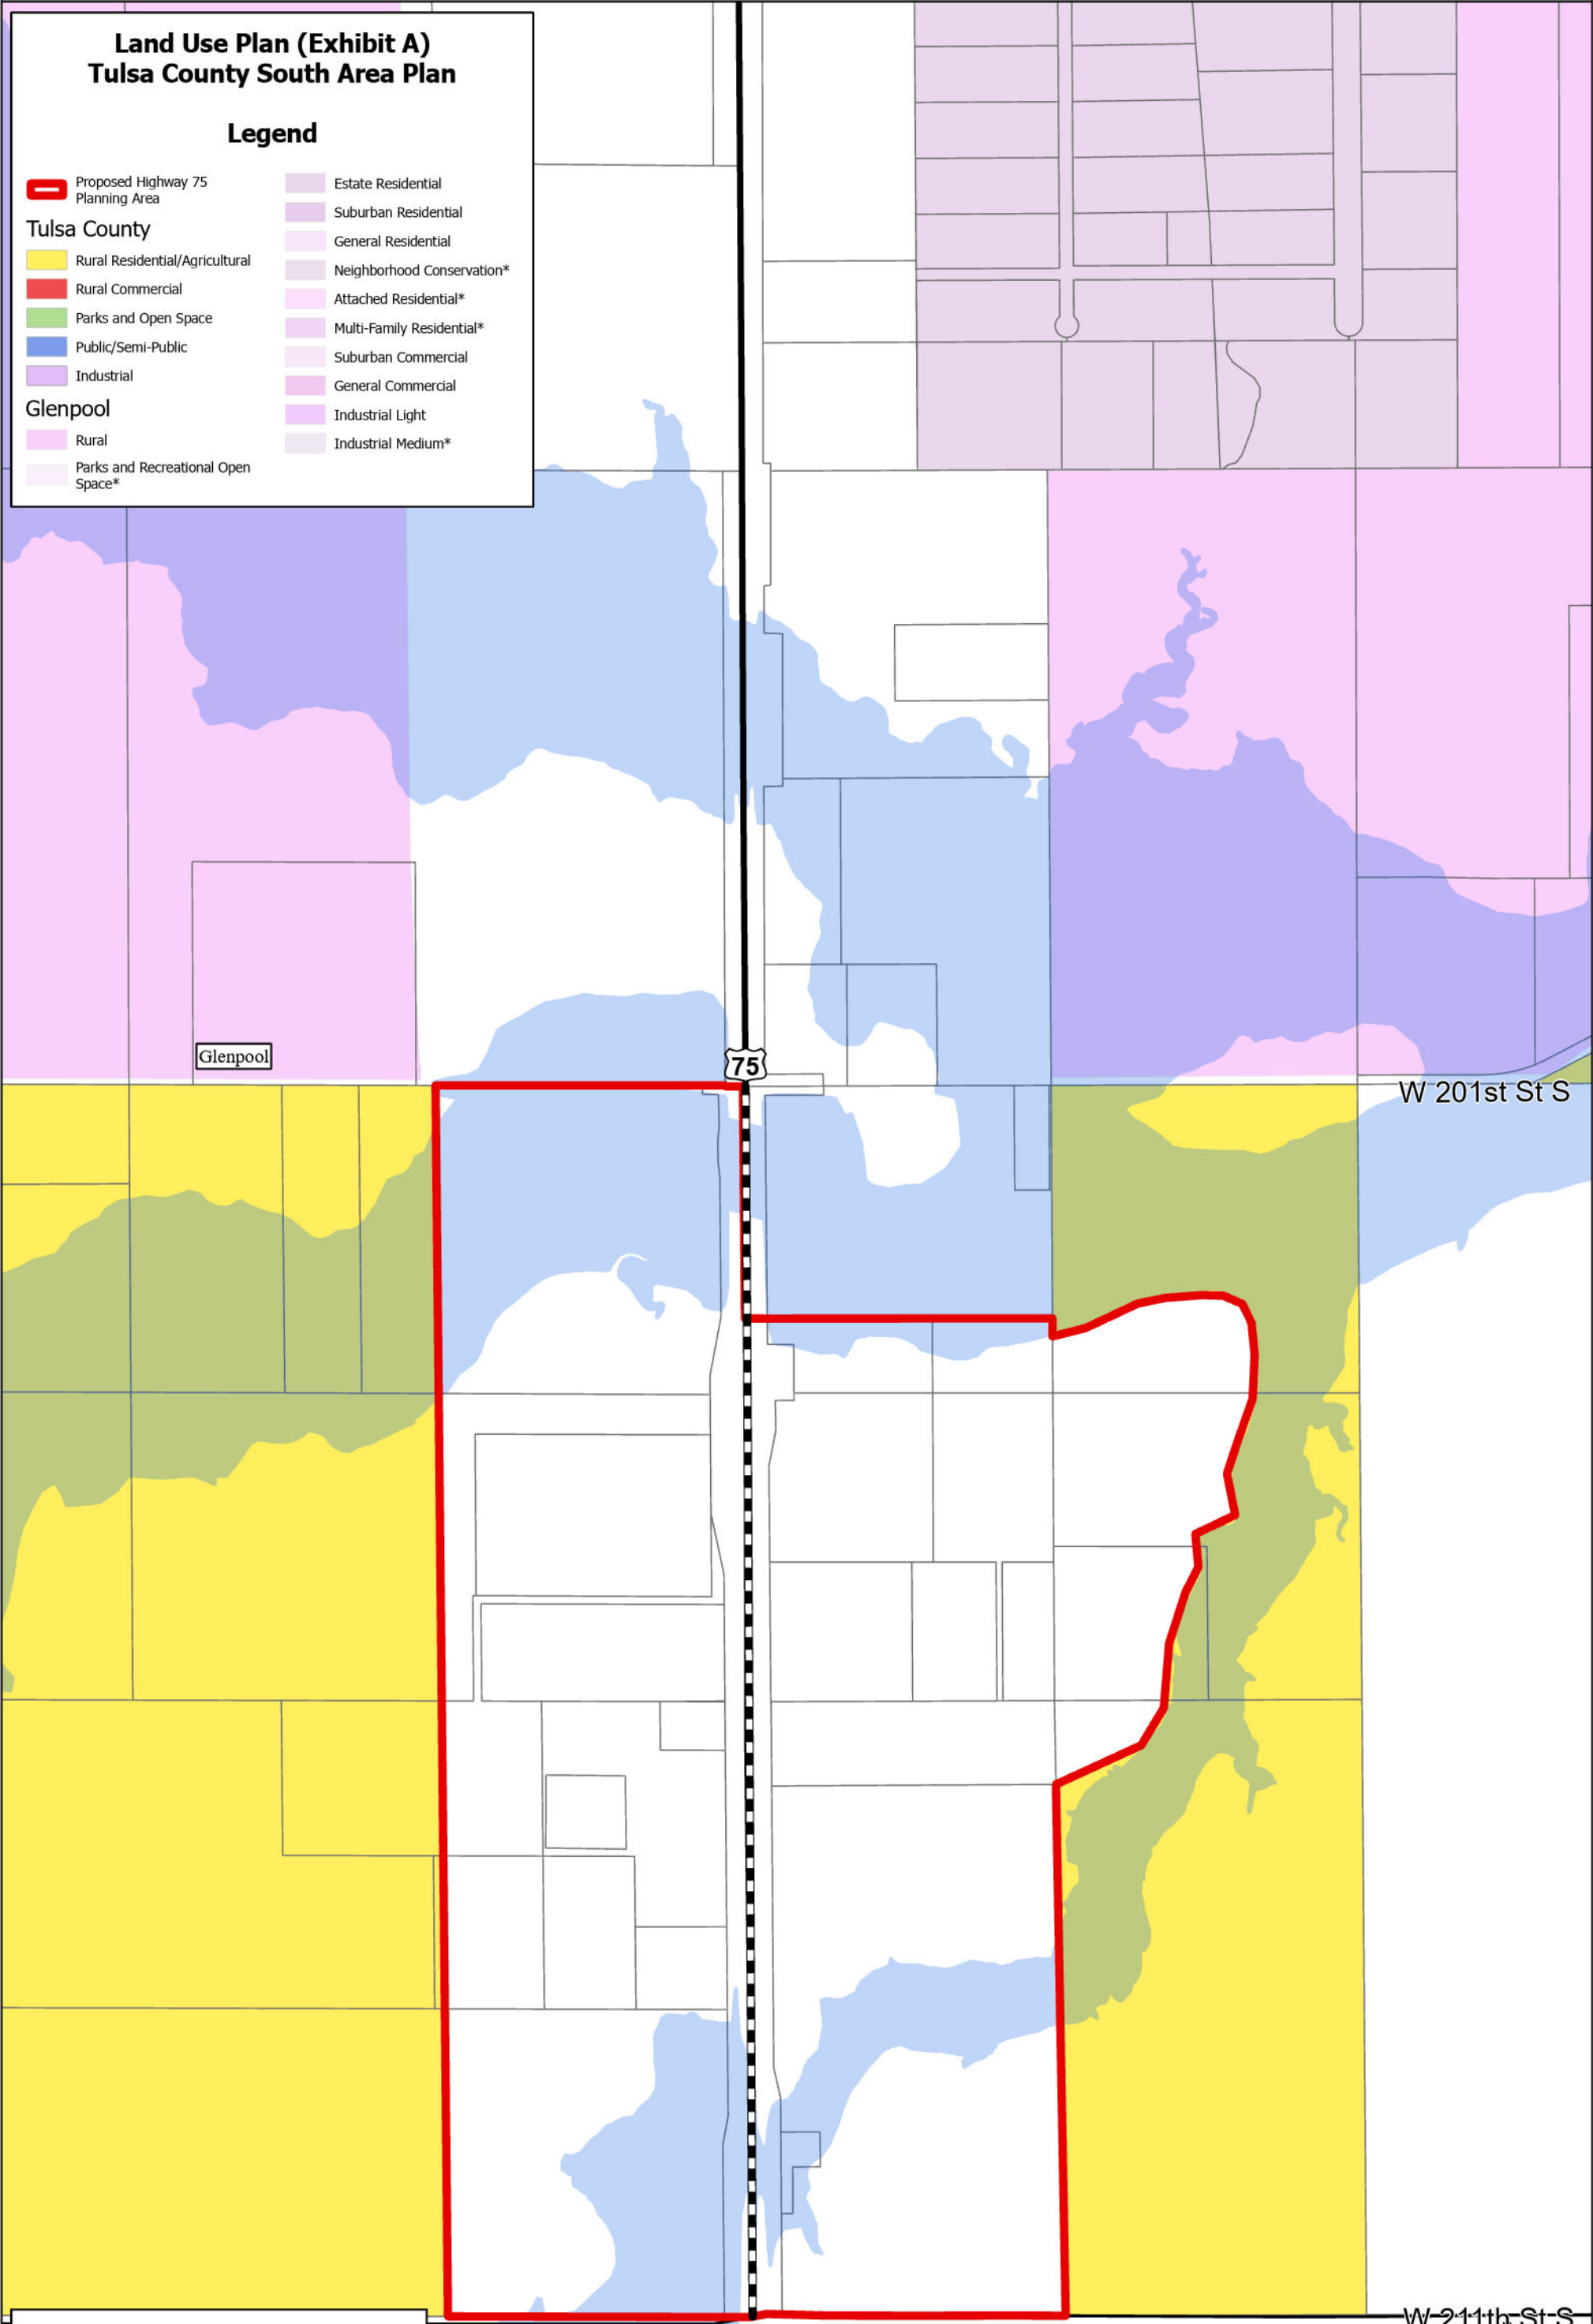 Land Use Plan (Exhibit A)
Tulsa County South Area Plan
Legend
Proposed Highway 75
Planning Area
Tulsa County
Rural Residential/Agricultural
Rural Commercial
Parks and Open Space
Public/Semi-Public
Industrial
Glenpool
Rural
Parks and Recreational Open
Space*
Estate Residential
Suburban Residential
General Residential
Neighborhood Conservation*
Attached Residential*
Multi-Family Residential*
Suburban Commercial
General Commercial
Industrial Light
Industrial Medium*
Glenpool
75
W 201st St S
W 211th St S